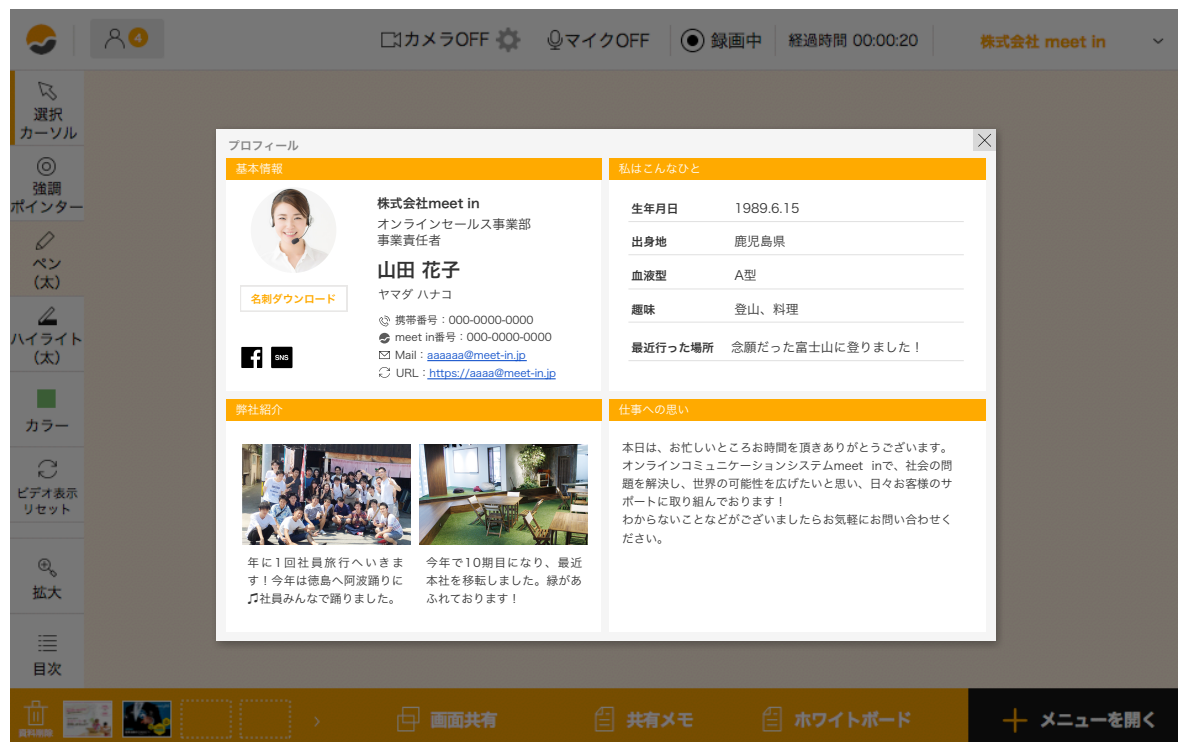 4
カメラOFF
マイクOFF
録画中
経過時間 00:00:20
株式会社 meet in
選択
カーソル
強調
ポインター
ペン
(太)
ハイライト
(太)
カラー
ビデオ表示
リセット
拡大
目次
プロフィール
基本情報
株式会社meet in
オンラインセールス事業部
事業責任者
山田 花子
ヤマダ ハナコ
名刺ダウンロード
携帯番号：000-0000-0000
meet in番号：000-0000-0000
Mail：aaaaaa@meet-in.jp
URL：https://aaaa@meet-in.jp
SNS
私はこんなひと
生年月日 1989.6.15
出身地 鹿児島県
血液型 A型
趣味 登山、料理
最近行った場所 念願だった富士山に登りました！
弊社紹介
年に1回社員旅行へいきま
す！今年は徳島へ阿波踊りに
♫社員みんなで踊りました。
今年で10期目になり、最近
本社を移転しました。緑があ
ふれております！
仕事への思い
本日は、お忙しいところお時間を頂きありがとうございます。
オンラインコミュニケーションシステムmeet inで、社会の問
題を解決し、世界の可能性を広げたいと思い、日々お客様のサ
ポートに取り組んでおります！
わからないことなどがございましたらお気軽にお問い合わせく
ださい。
資料削除
画面共有
共有メモ
ホワイトボード
メニューを開く